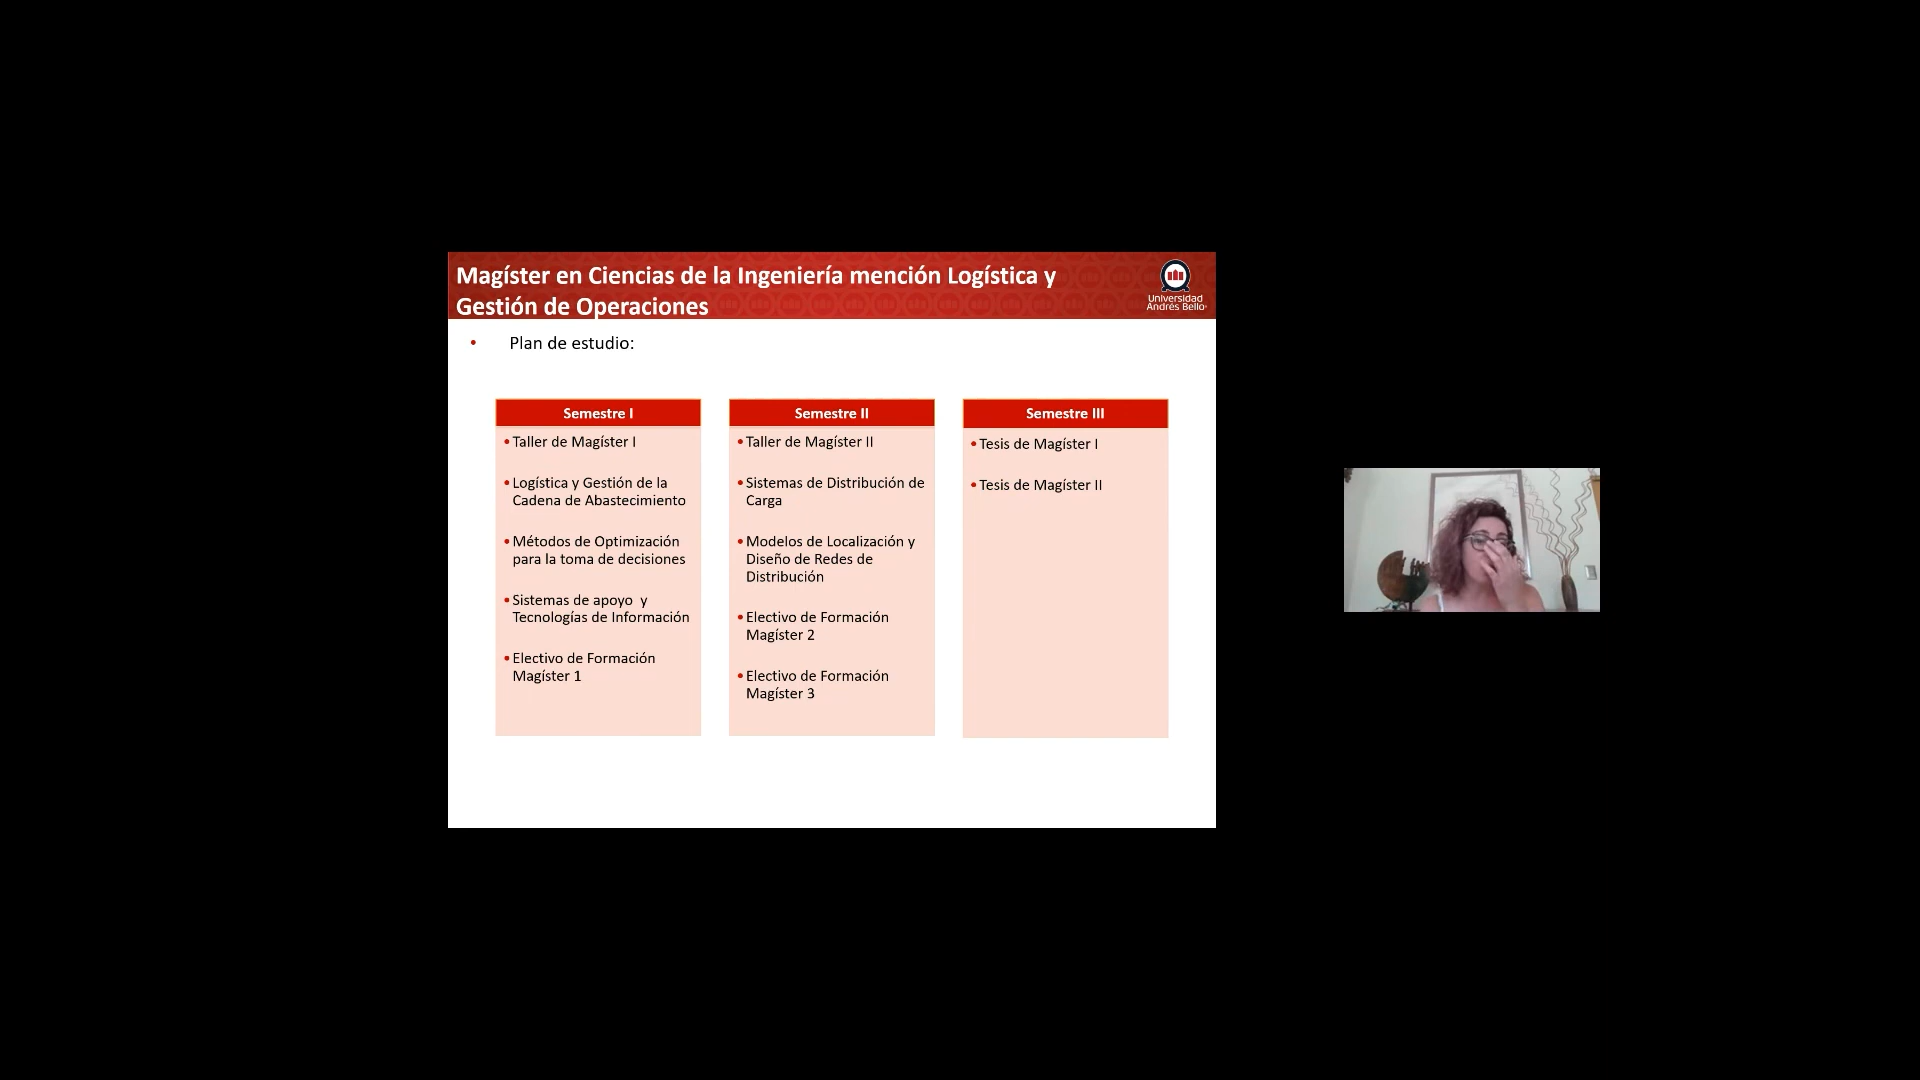 Magíster en Ciencias de la Ingeniería mención Logística y
Gestión de Operaciones
Universidad
Andrés Bello
• Plan de estudio:
Semestre I
• Taller de Magíster I
• Logística y Gestión de la
Cadena de Abastecimiento
• Métodos de Optimización
para la toma de decisiones
• Sistemas de apoyo y
Tecnologías de Información
• Electivo de Formación
Magíster 1
Semestre II
• Taller de Magíster II
• Sistemas de Distribución de
Carga
• Modelos de Localización y
Diseño de Redes de
Distribución
• Electivo de Formación
Magíster 2
• Electivo de Formación
Magíster 3
Semestre III
• Tesis de Magíster I
• Tesis de Magíster II